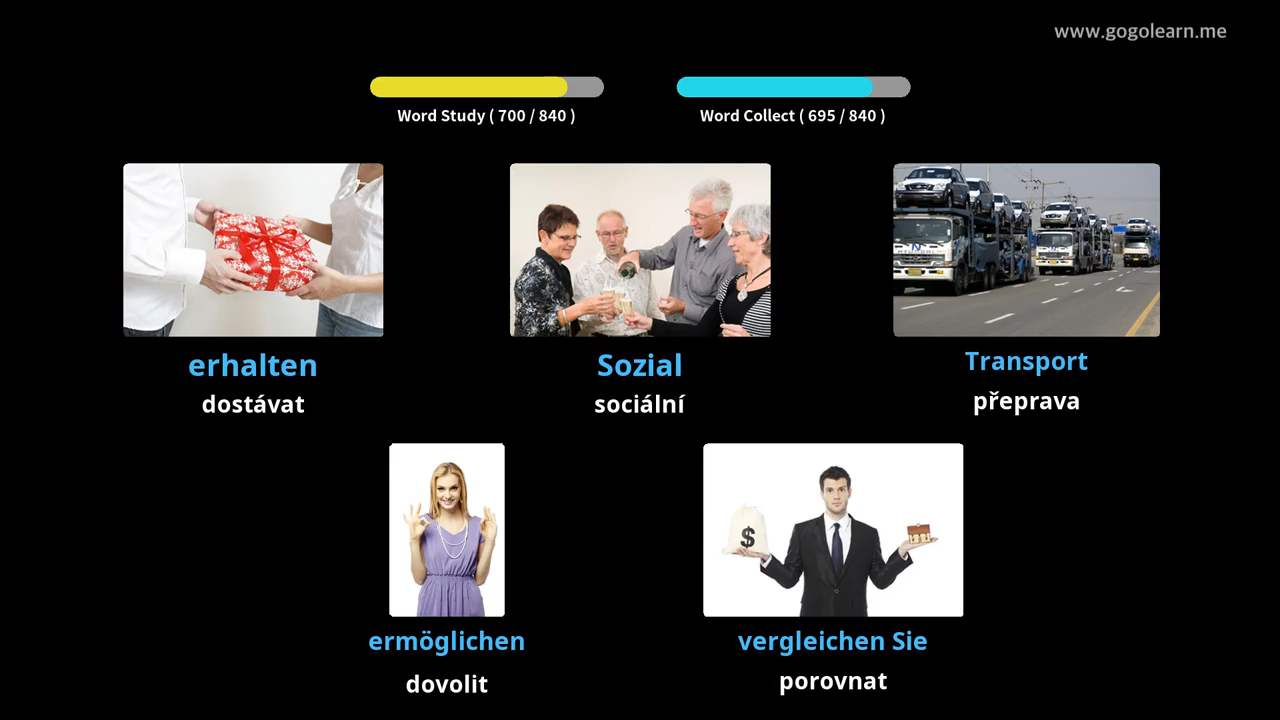 www.gogolearn.me
Word Study ( 700 / 840 )
Word Collect ( 695 / 840 )
erhalten
dostávat
Sozial
sociální
Transport
přeprava
$
ermöglichen
dovolit
vergleichen Sie
porovnat